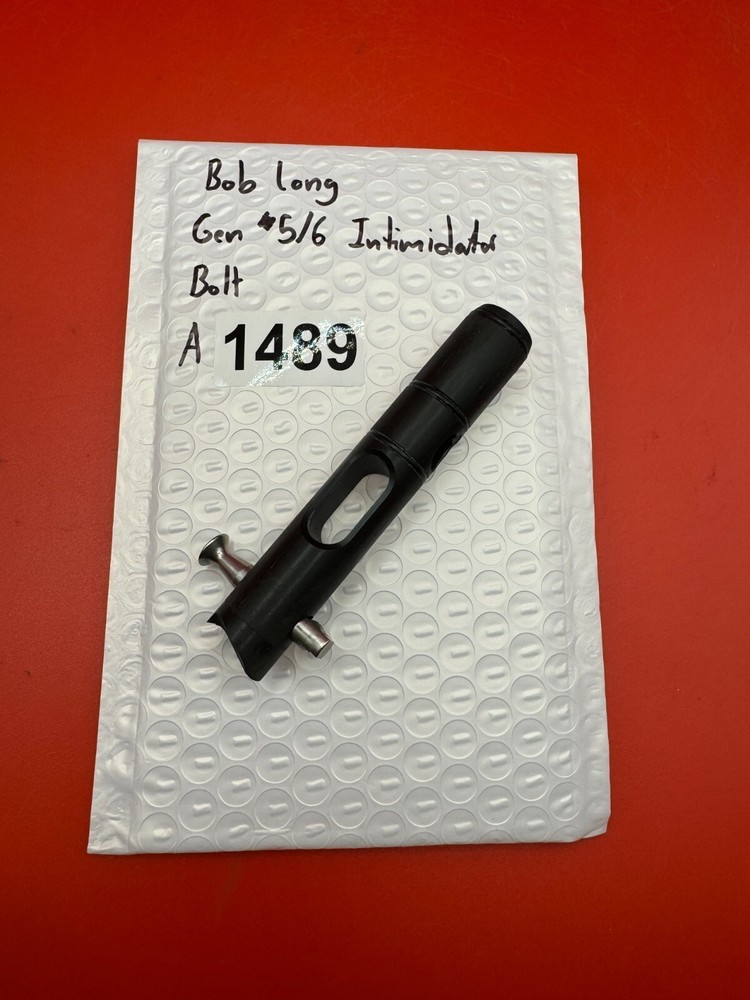 Bob Long
Gen 5/6 Intimidator
Bolt
A 1489